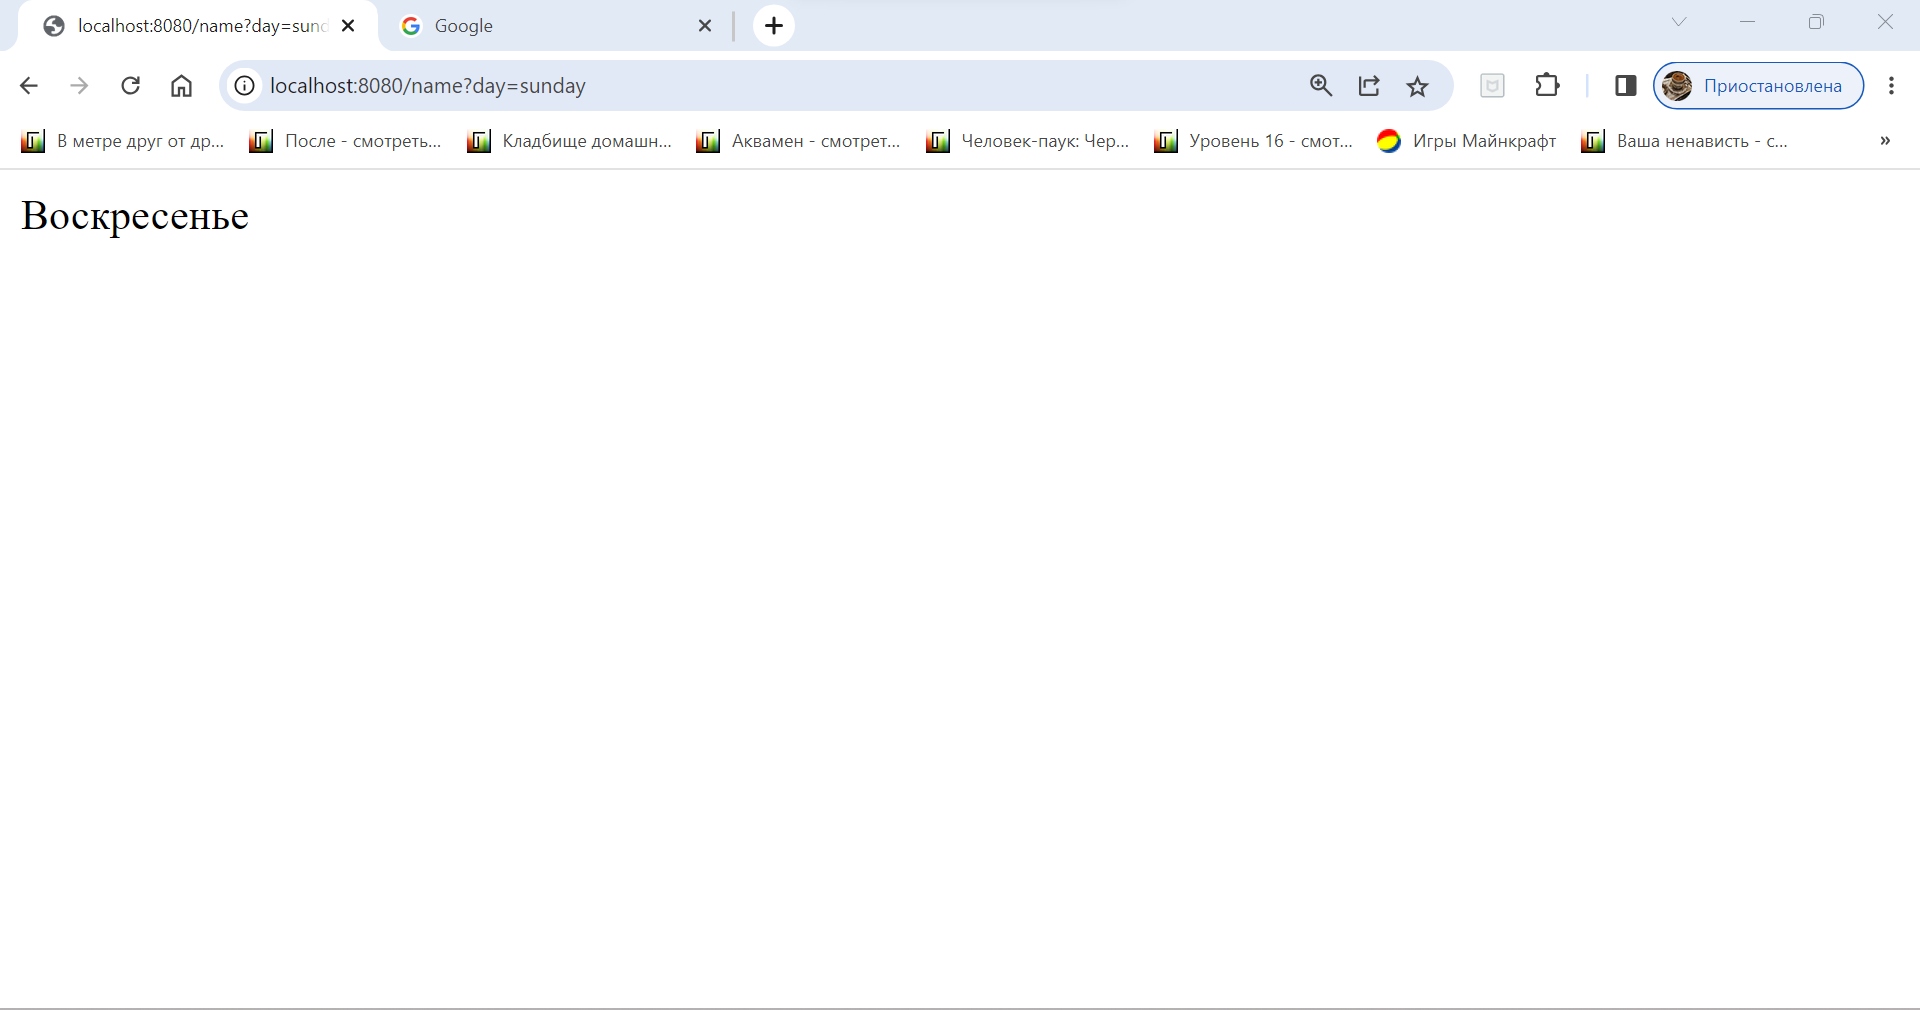 localhost:8080/name?day=sund
Google
localhost:8080/name?day=sunday
Приостановлена
В метре друг от др...
После - смотреть...
Кладбище домашн...
Аквамен - смотрет...
Человек-паук: Чер...
Уровень 16 - смот...
Игры Майнкрафт
Ваша ненависть - с...
Воскресенье